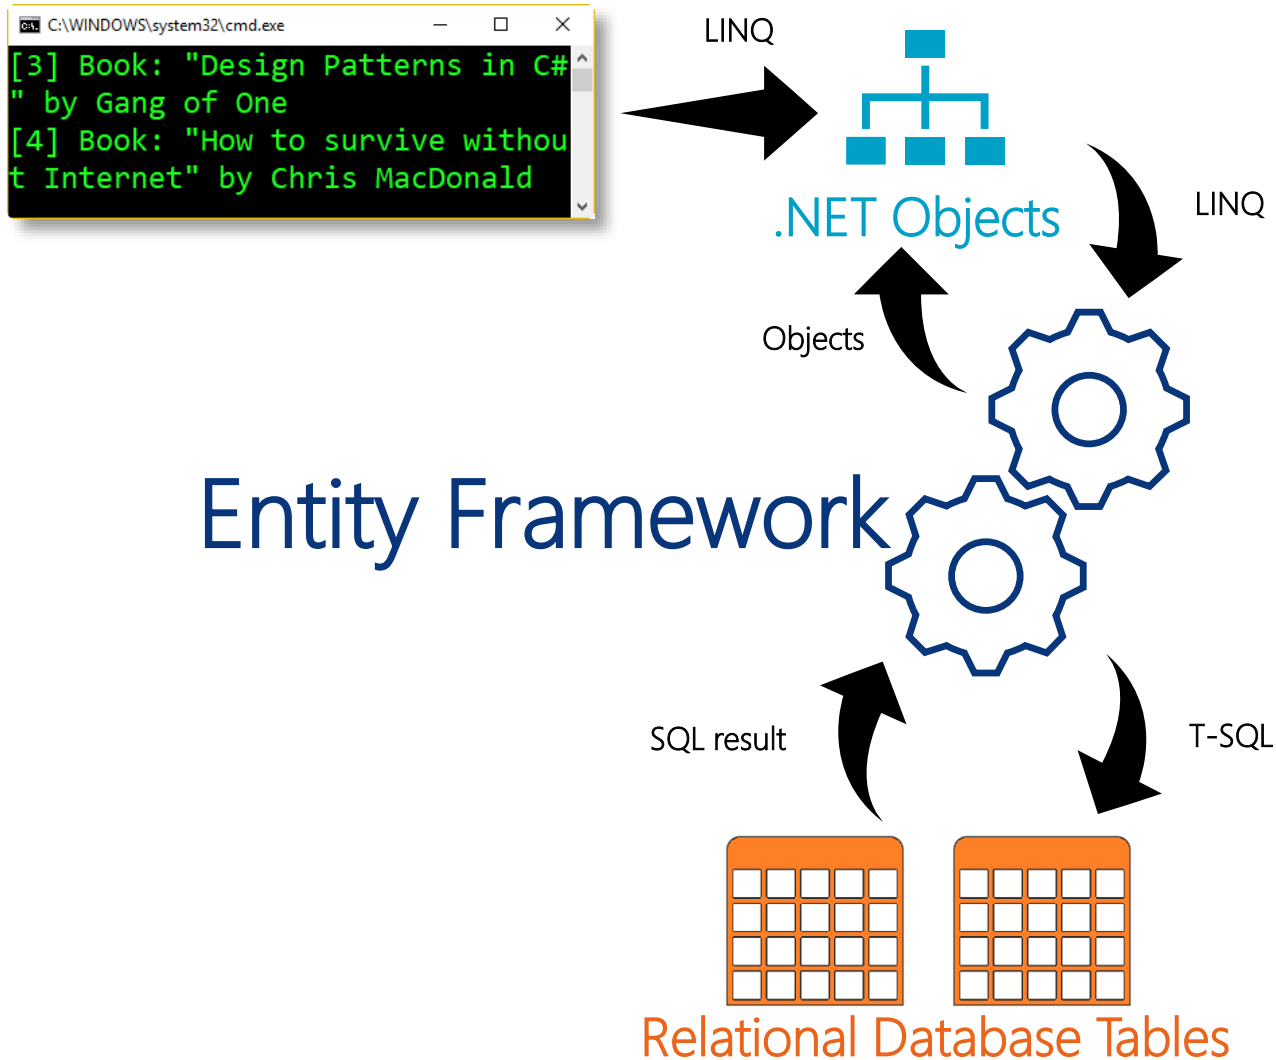 C:\WINDOWS\system32\cmd.exe
[3] Book: "Design Patterns in C#
" by Gang of One
[4] Book: "How to survive withou
t Internet" by Chris MacDonald
LINQ
.NET Objects
LINQ
Objects
Entity Framework
SQL result
T-SQL
Relational Database Tables